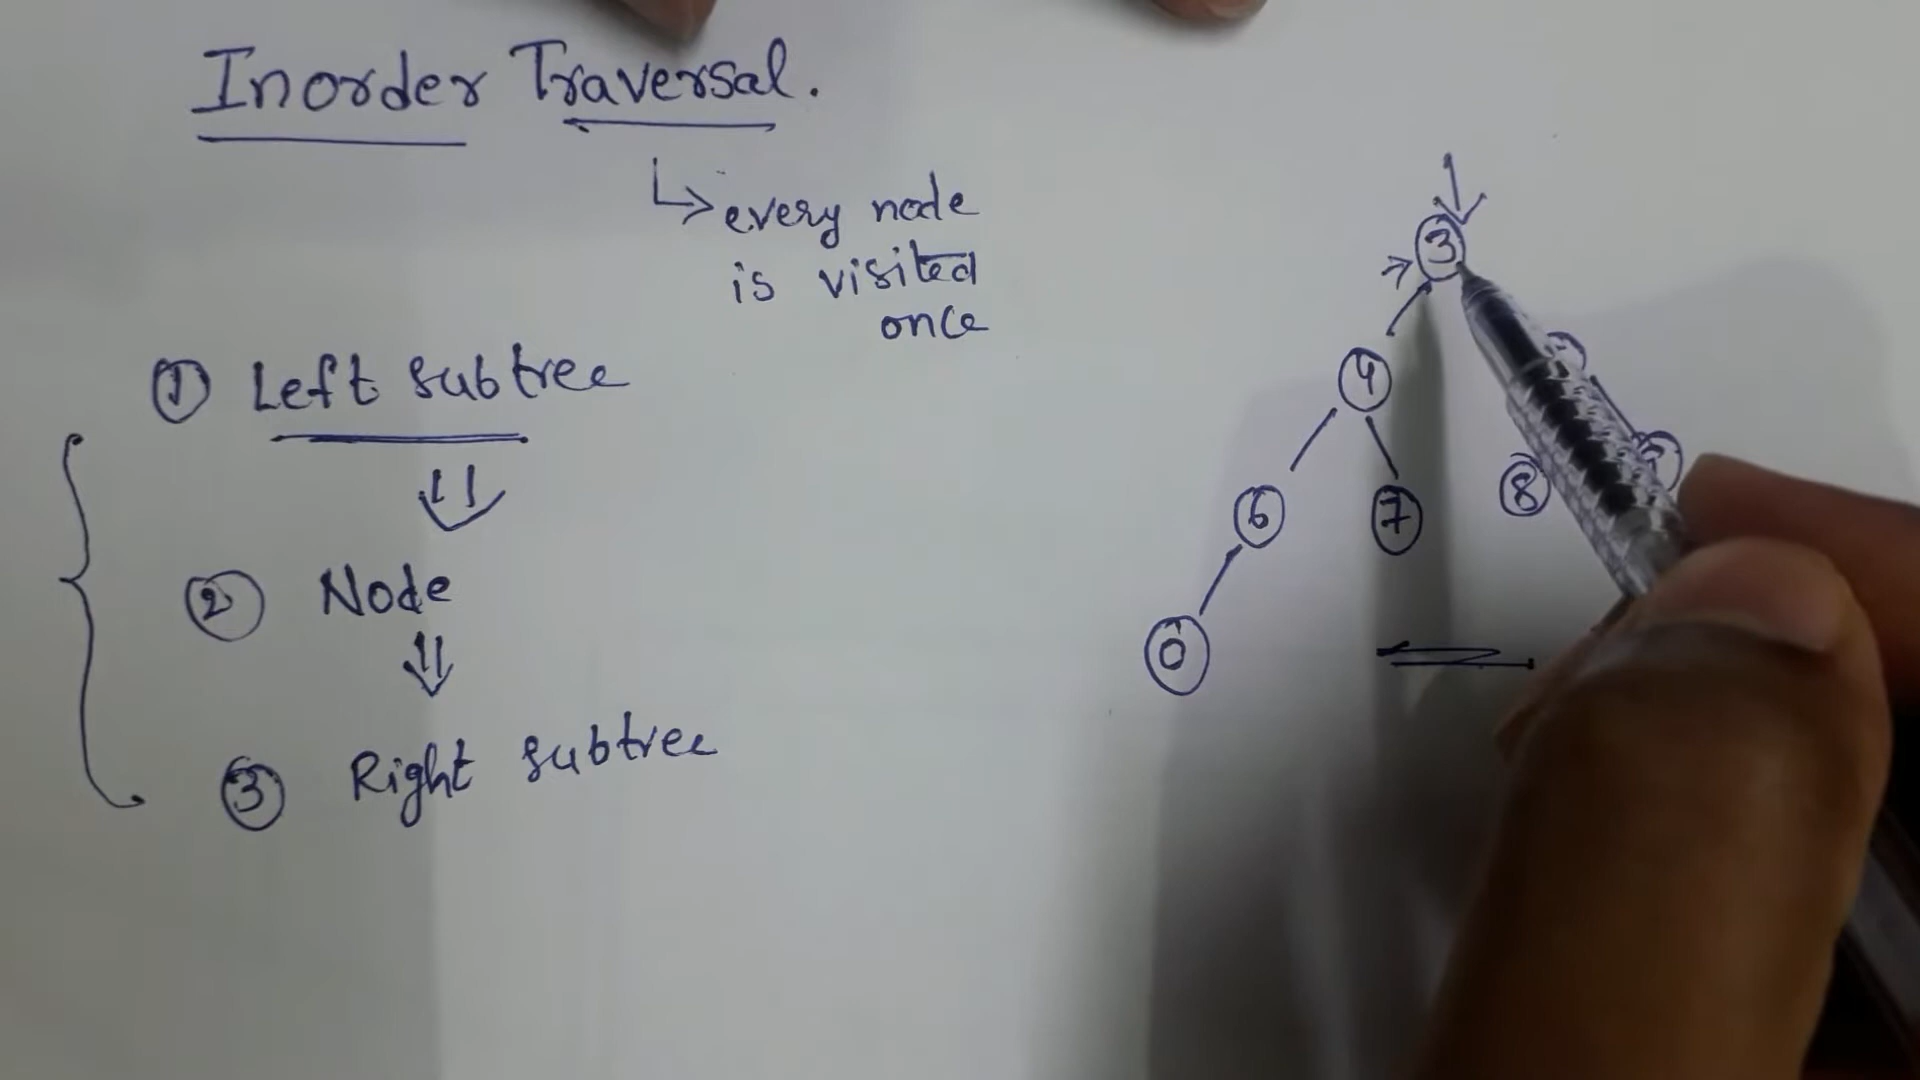 Inorder Traversal.
every node
is visited
once
① Left subtree
② Node
③ Right subtree
3
4
6
7
8
0